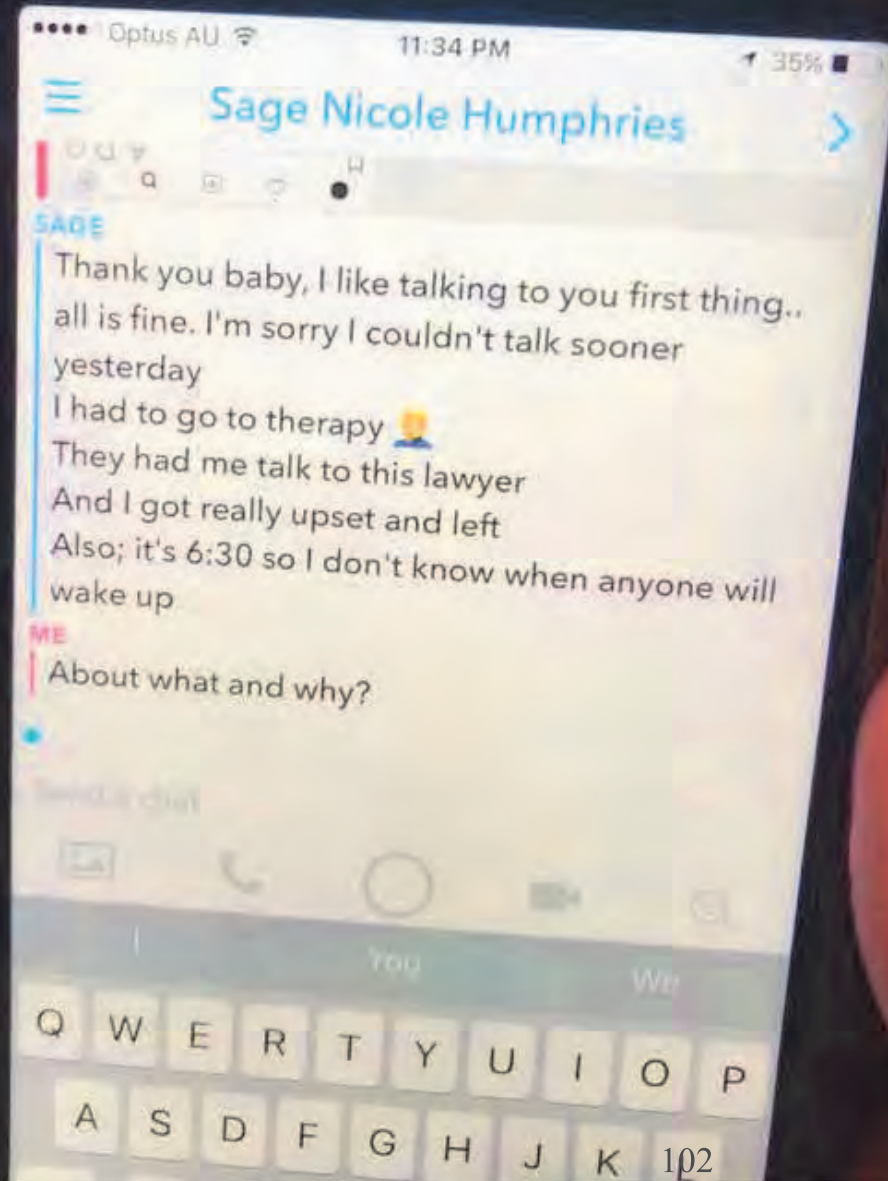 Optus AU 11:34 PM 35%
Sage Nicole Humphries
SAGE
Thank you baby, I like talking to you first thing..
all is fine. I'm sorry I couldn't talk sooner
yesterday
I had to go to therapy 🤦‍♂️
They had me talk to this lawyer
And I got really upset and left
Also; it's 6:30 so I don't know when anyone will
wake up
ME
About what and why?
Send a chat
I You We
Q W E R T Y U I O P
A S D F G H J K L
102